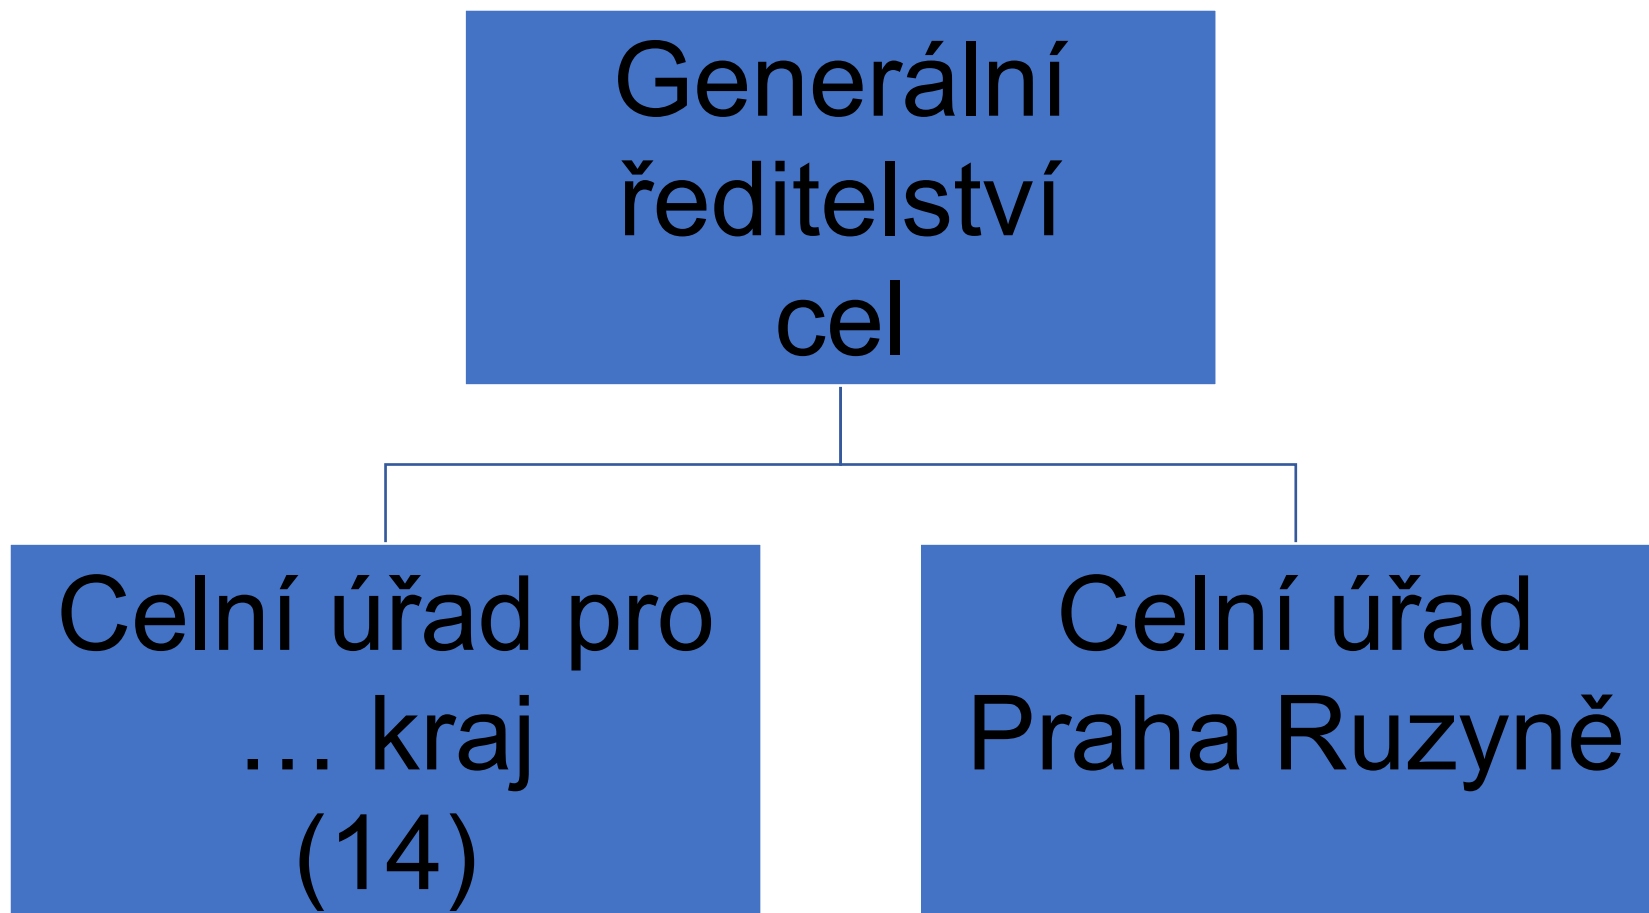 Generální
ředitelství
cel
Celní úřad pro
… kraj
(14)
Celní úřad
Praha Ruzyně